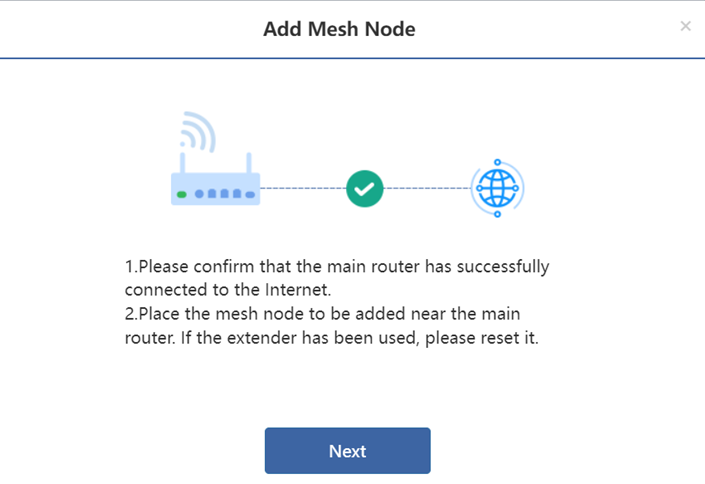 Add Mesh Node
1.Please confirm that the main router has successfully
connected to the Internet.
2.Place the mesh node to be added near the main
router. If the extender has been used, please reset it.
Next